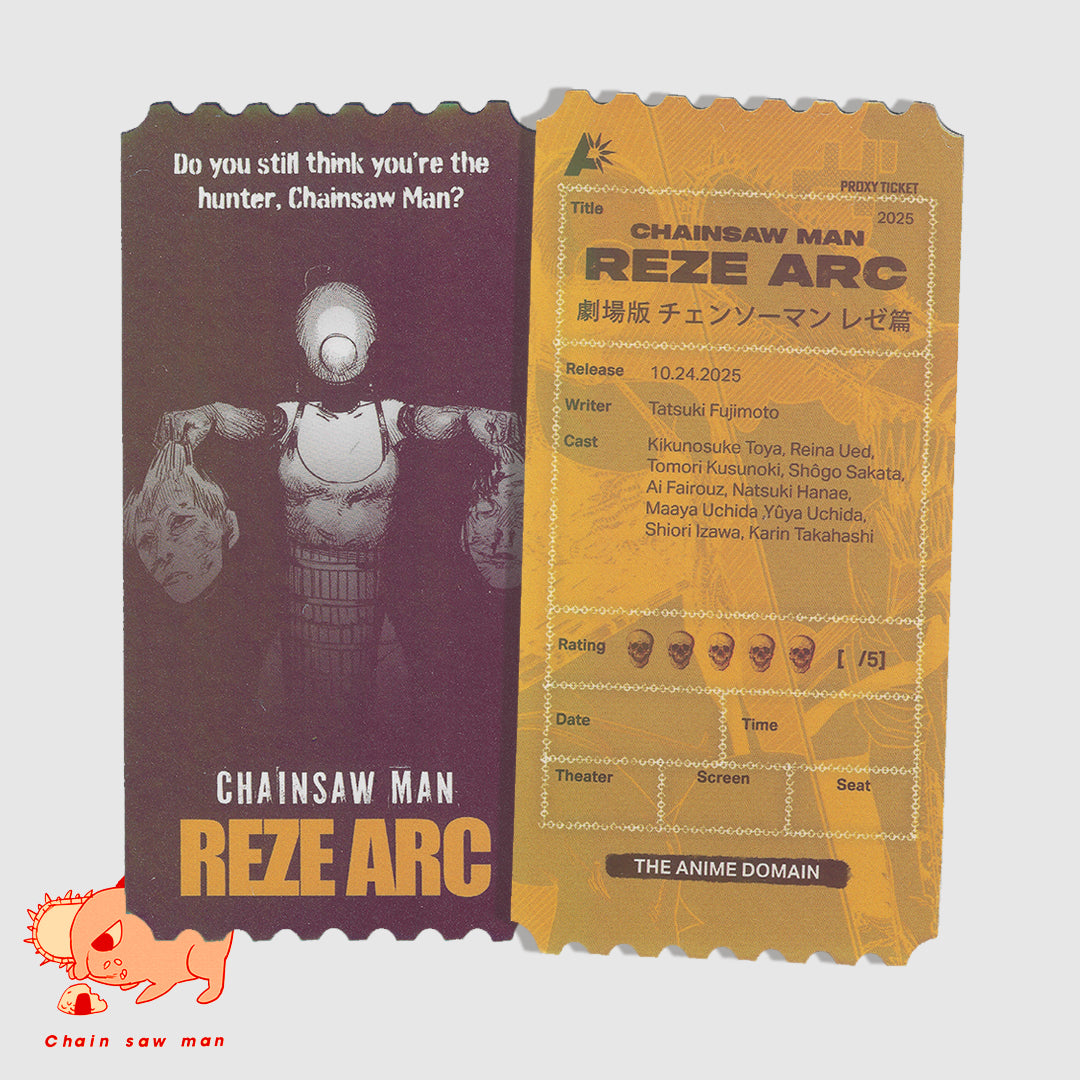 Do you still think you're the
hunter, Chainsaw Man?
CHAINSAW MAN
REZE ARC
Chain saw man
A
PROXY TICKET
Title
2025
CHAINSAW MAN
REZE ARC
劇場版 チェンソーマン レゼ篇
Release 10.24.2025
Writer Tatsuki Fujimoto
Cast Kikunosuke Toya, Reina Ued,
Tomori Kusunoki, Shôgo Sakata,
Ai Fairouz, Natsuki Hanae,
Maaya Uchida ,Yûya Uchida,
Shiori Izawa, Karin Takahashi
Rating [ /5]
Date Time
Theater Screen Seat
THE ANIME DOMAIN